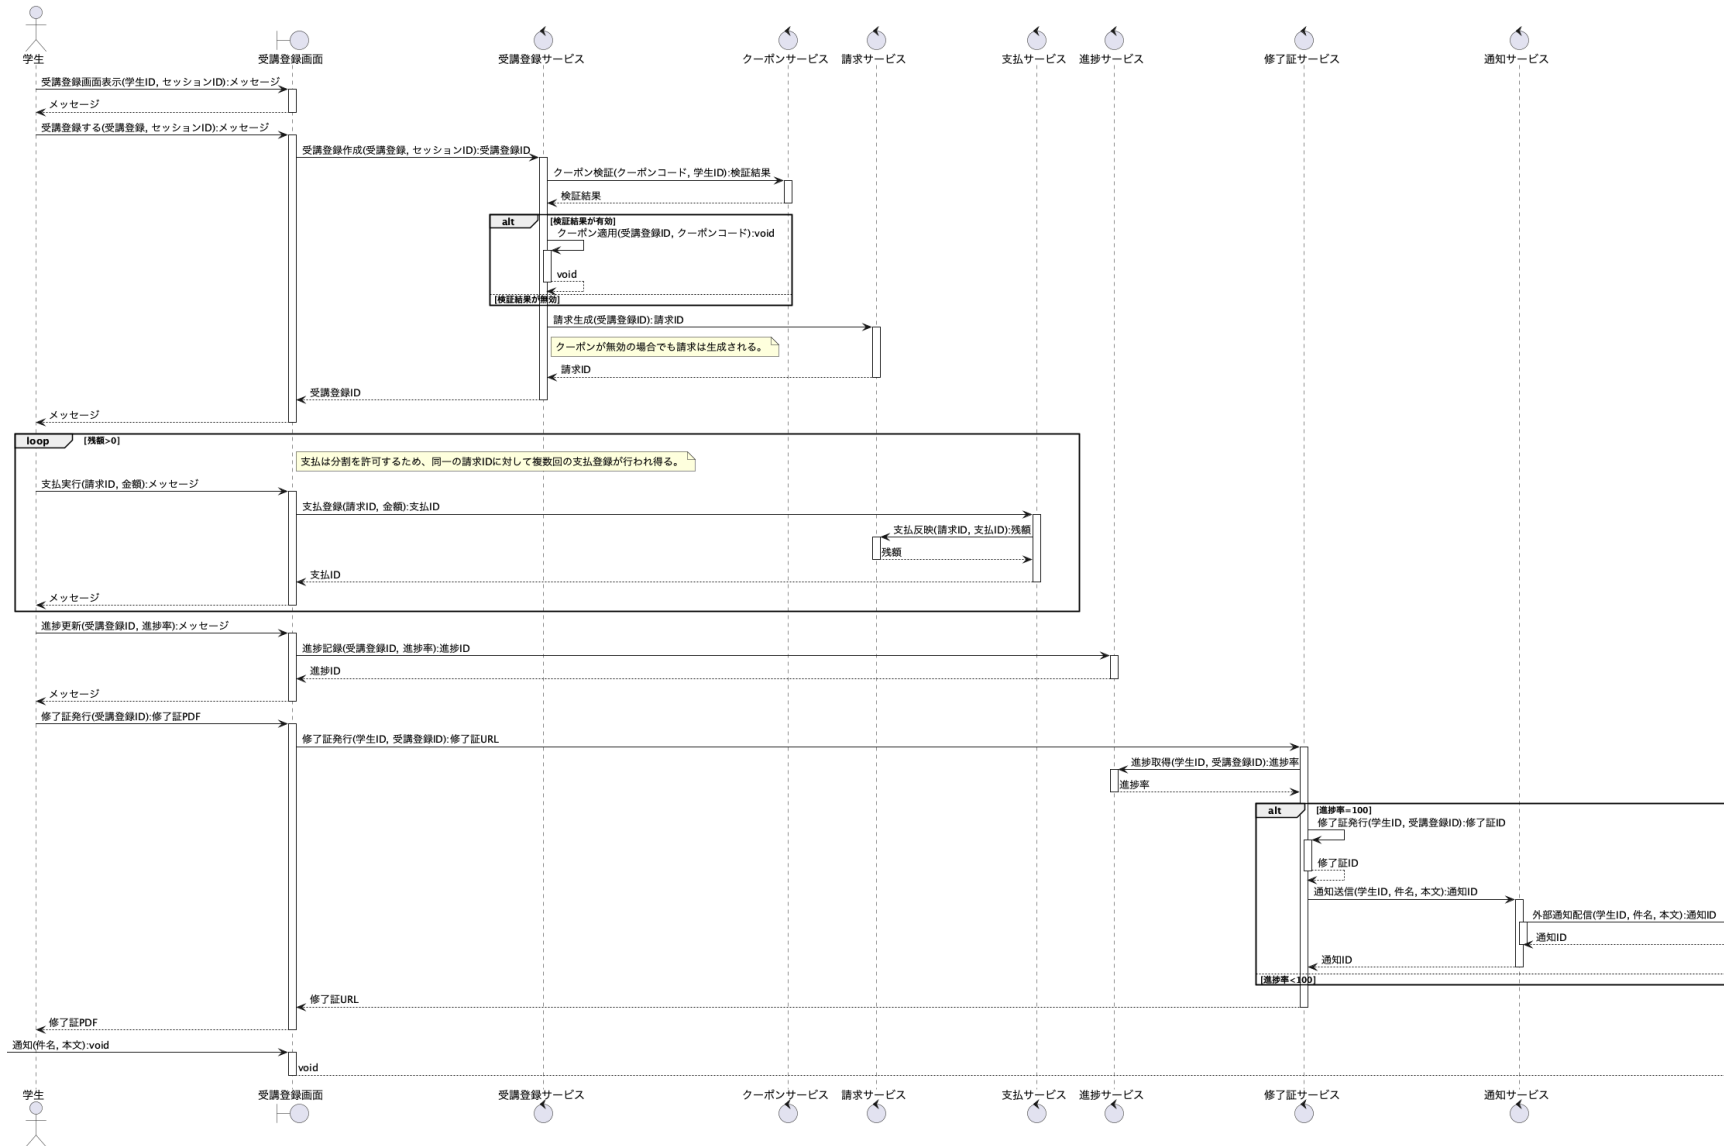 学生
受講登録画面
受講登録サービス
クーポンサービス
請求サービス
支払サービス
進捗サービス
修了証サービス
通知サービス
受講登録画面表示(学生ID, セッションID):メッセージ
メッセージ
受講登録する(受講登録, セッションID):メッセージ
受講登録作成(受講登録, セッションID):受講登録ID
クーポン検証(クーポンコード, 学生ID):検証結果
検証結果
alt
[検証結果が有効]
クーポン適用(受講登録ID, クーポンコード):void
void
[検証結果が無効]
請求生成(受講登録ID):請求ID
クーポンが無効の場合でも請求は生成される。
請求ID
受講登録ID
メッセージ
loop
[残額>0]
支払は分割を許可するため、同一の請求IDに対して複数回の支払登録が行われ得る。
支払実行(請求ID, 金額):メッセージ
支払登録(請求ID, 金額):支払ID
支払反映(請求ID, 支払ID):残額
残額
支払ID
メッセージ
進捗更新(受講登録ID, 進捗率):メッセージ
進捗記録(受講登録ID, 進捗率):進捗ID
進捗ID
メッセージ
修了証発行(受講登録ID):修了証PDF
修了証発行(学生ID, 受講登録ID):修了証URL
進捗取得(学生ID, 受講登録ID):進捗率
進捗率
alt
[進捗率=100]
修了証発行(学生ID, 受講登録ID):修了証ID
修了証ID
通知送信(学生ID, 件名, 本文):通知ID
外部通知配信(学生ID, 件名, 本文):通知ID
通知ID
通知ID
[進捗率<100]
修了証URL
修了証PDF
通知(件名, 本文):void
void
学生
受講登録画面
受講登録サービス
クーポンサービス
請求サービス
支払サービス
進捗サービス
修了証サービス
通知サービス